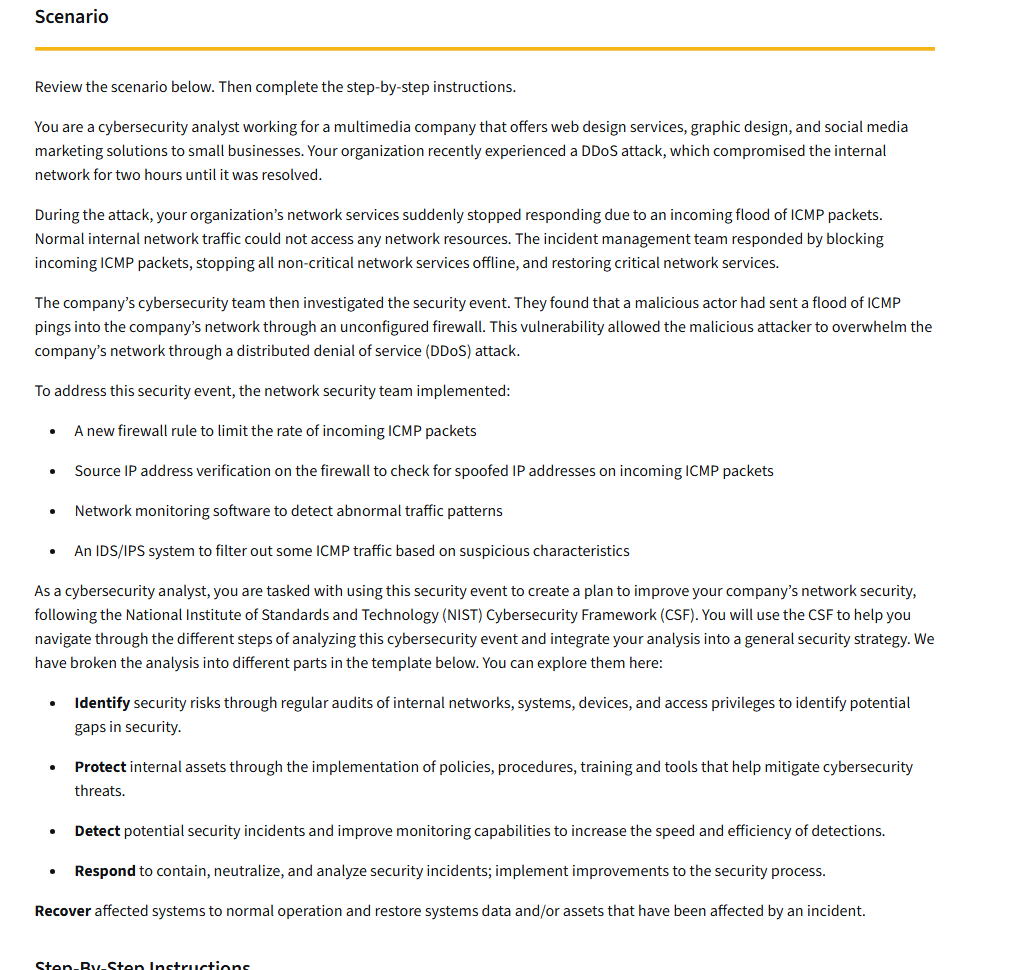 Scenario
Review the scenario below. Then complete the step-by-step instructions.
You are a cybersecurity analyst working for a multimedia company that offers web design services, graphic design, and social media
marketing solutions to small businesses. Your organization recently experienced a DDoS attack, which compromised the internal
network for two hours until it was resolved.
During the attack, your organization’s network services suddenly stopped responding due to an incoming flood of ICMP packets.
Normal internal network traffic could not access any network resources. The incident management team responded by blocking
incoming ICMP packets, stopping all non-critical network services offline, and restoring critical network services.
The company’s cybersecurity team then investigated the security event. They found that a malicious actor had sent a flood of ICMP
pings into the company’s network through an unconfigured firewall. This vulnerability allowed the malicious attacker to overwhelm the
company’s network through a distributed denial of service (DDoS) attack.
To address this security event, the network security team implemented:
• A new firewall rule to limit the rate of incoming ICMP packets
• Source IP address verification on the firewall to check for spoofed IP addresses on incoming ICMP packets
• Network monitoring software to detect abnormal traffic patterns
• An IDS/IPS system to filter out some ICMP traffic based on suspicious characteristics
As a cybersecurity analyst, you are tasked with using this security event to create a plan to improve your company’s network security,
following the National Institute of Standards and Technology (NIST) Cybersecurity Framework (CSF). You will use the CSF to help you
navigate through the different steps of analyzing this cybersecurity event and integrate your analysis into a general security strategy. We
have broken the analysis into different parts in the template below. You can explore them here:
• Identify security risks through regular audits of internal networks, systems, devices, and access privileges to identify potential
gaps in security.
• Protect internal assets through the implementation of policies, procedures, training and tools that help mitigate cybersecurity
threats.
• Detect potential security incidents and improve monitoring capabilities to increase the speed and efficiency of detections.
• Respond to contain, neutralize, and analyze security incidents; implement improvements to the security process.
Recover affected systems to normal operation and restore systems data and/or assets that have been affected by an incident.
Step-By-Step Instructions